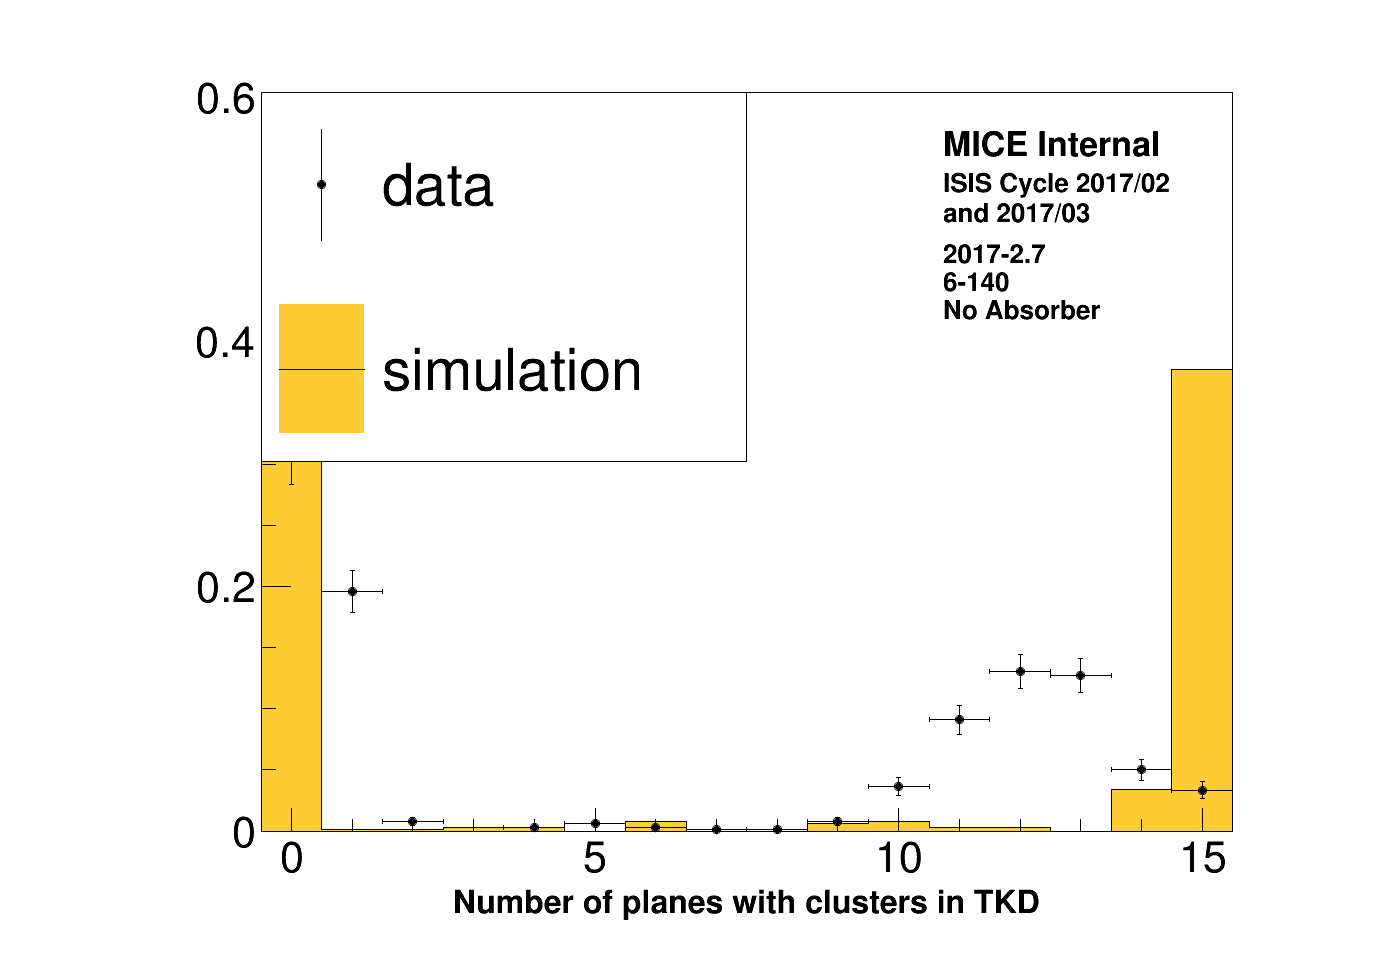 0.6
data
MICE Internal
ISIS Cycle 2017/02
and 2017/03
2017-2.7
6-140
No Absorber
0.4
simulation
0.2
0
0 5 10 15
Number of planes with clusters in TKD